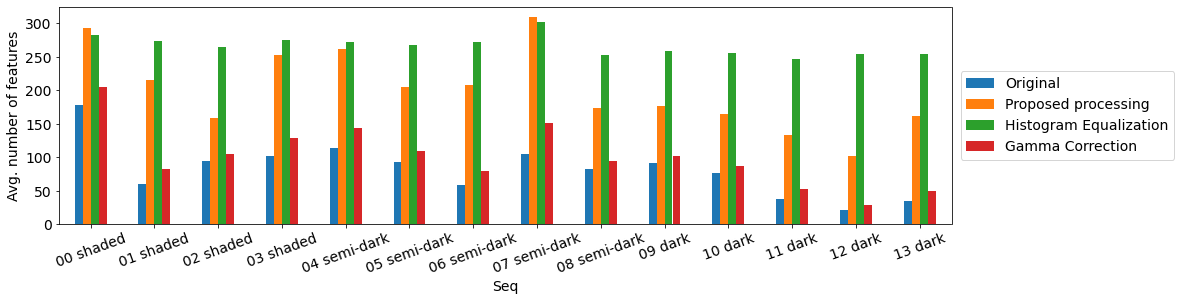 Avg. number of features
300
250
200
150
100
50
0
00 shaded
01 shaded
02 shaded
03 shaded
04 semi-dark
05 semi-dark
06 semi-dark
07 semi-dark
08 semi-dark
09 dark
10 dark
11 dark
12 dark
13 dark
Seq
Original
Proposed processing
Histogram Equalization
Gamma Correction